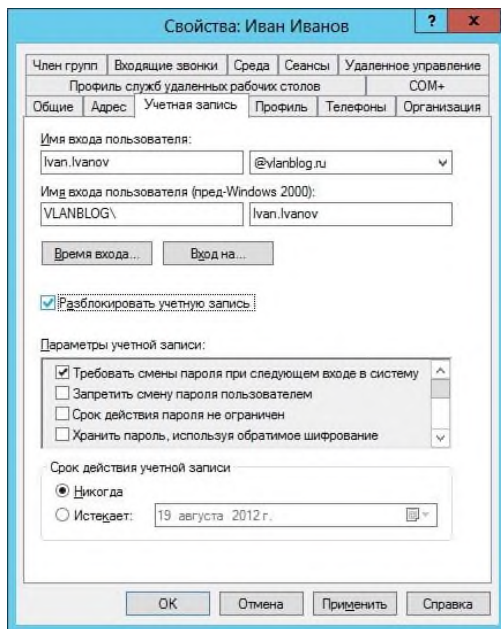 Свойства: Иван Иванов
? x
Член групп Входящие звонки Среда Сеансы Удаленное управление
Профиль служб удаленных рабочих столов COM+
Общие Адрес Учетная запись Профиль Телефоны Организация
Имя входа пользователя:
Ivan.Ivanov @vlanblog.ru
Имя входа пользователя (пред-Windows 2000):
VLANBLOG\ Ivan.Ivanov
Время входа... Вход на...
Разблокировать учетную запись
Параметры учетной записи:
Требовать смены пароля при следующем входе в систему
Запретить смену пароля пользователем
Срок действия пароля не ограничен
Хранить пароль, используя обратимое шифрование
Срок действия учетной записи
Никогда
Истекает: 19 августа 2012 г.
ОК Отмена Применить Справка